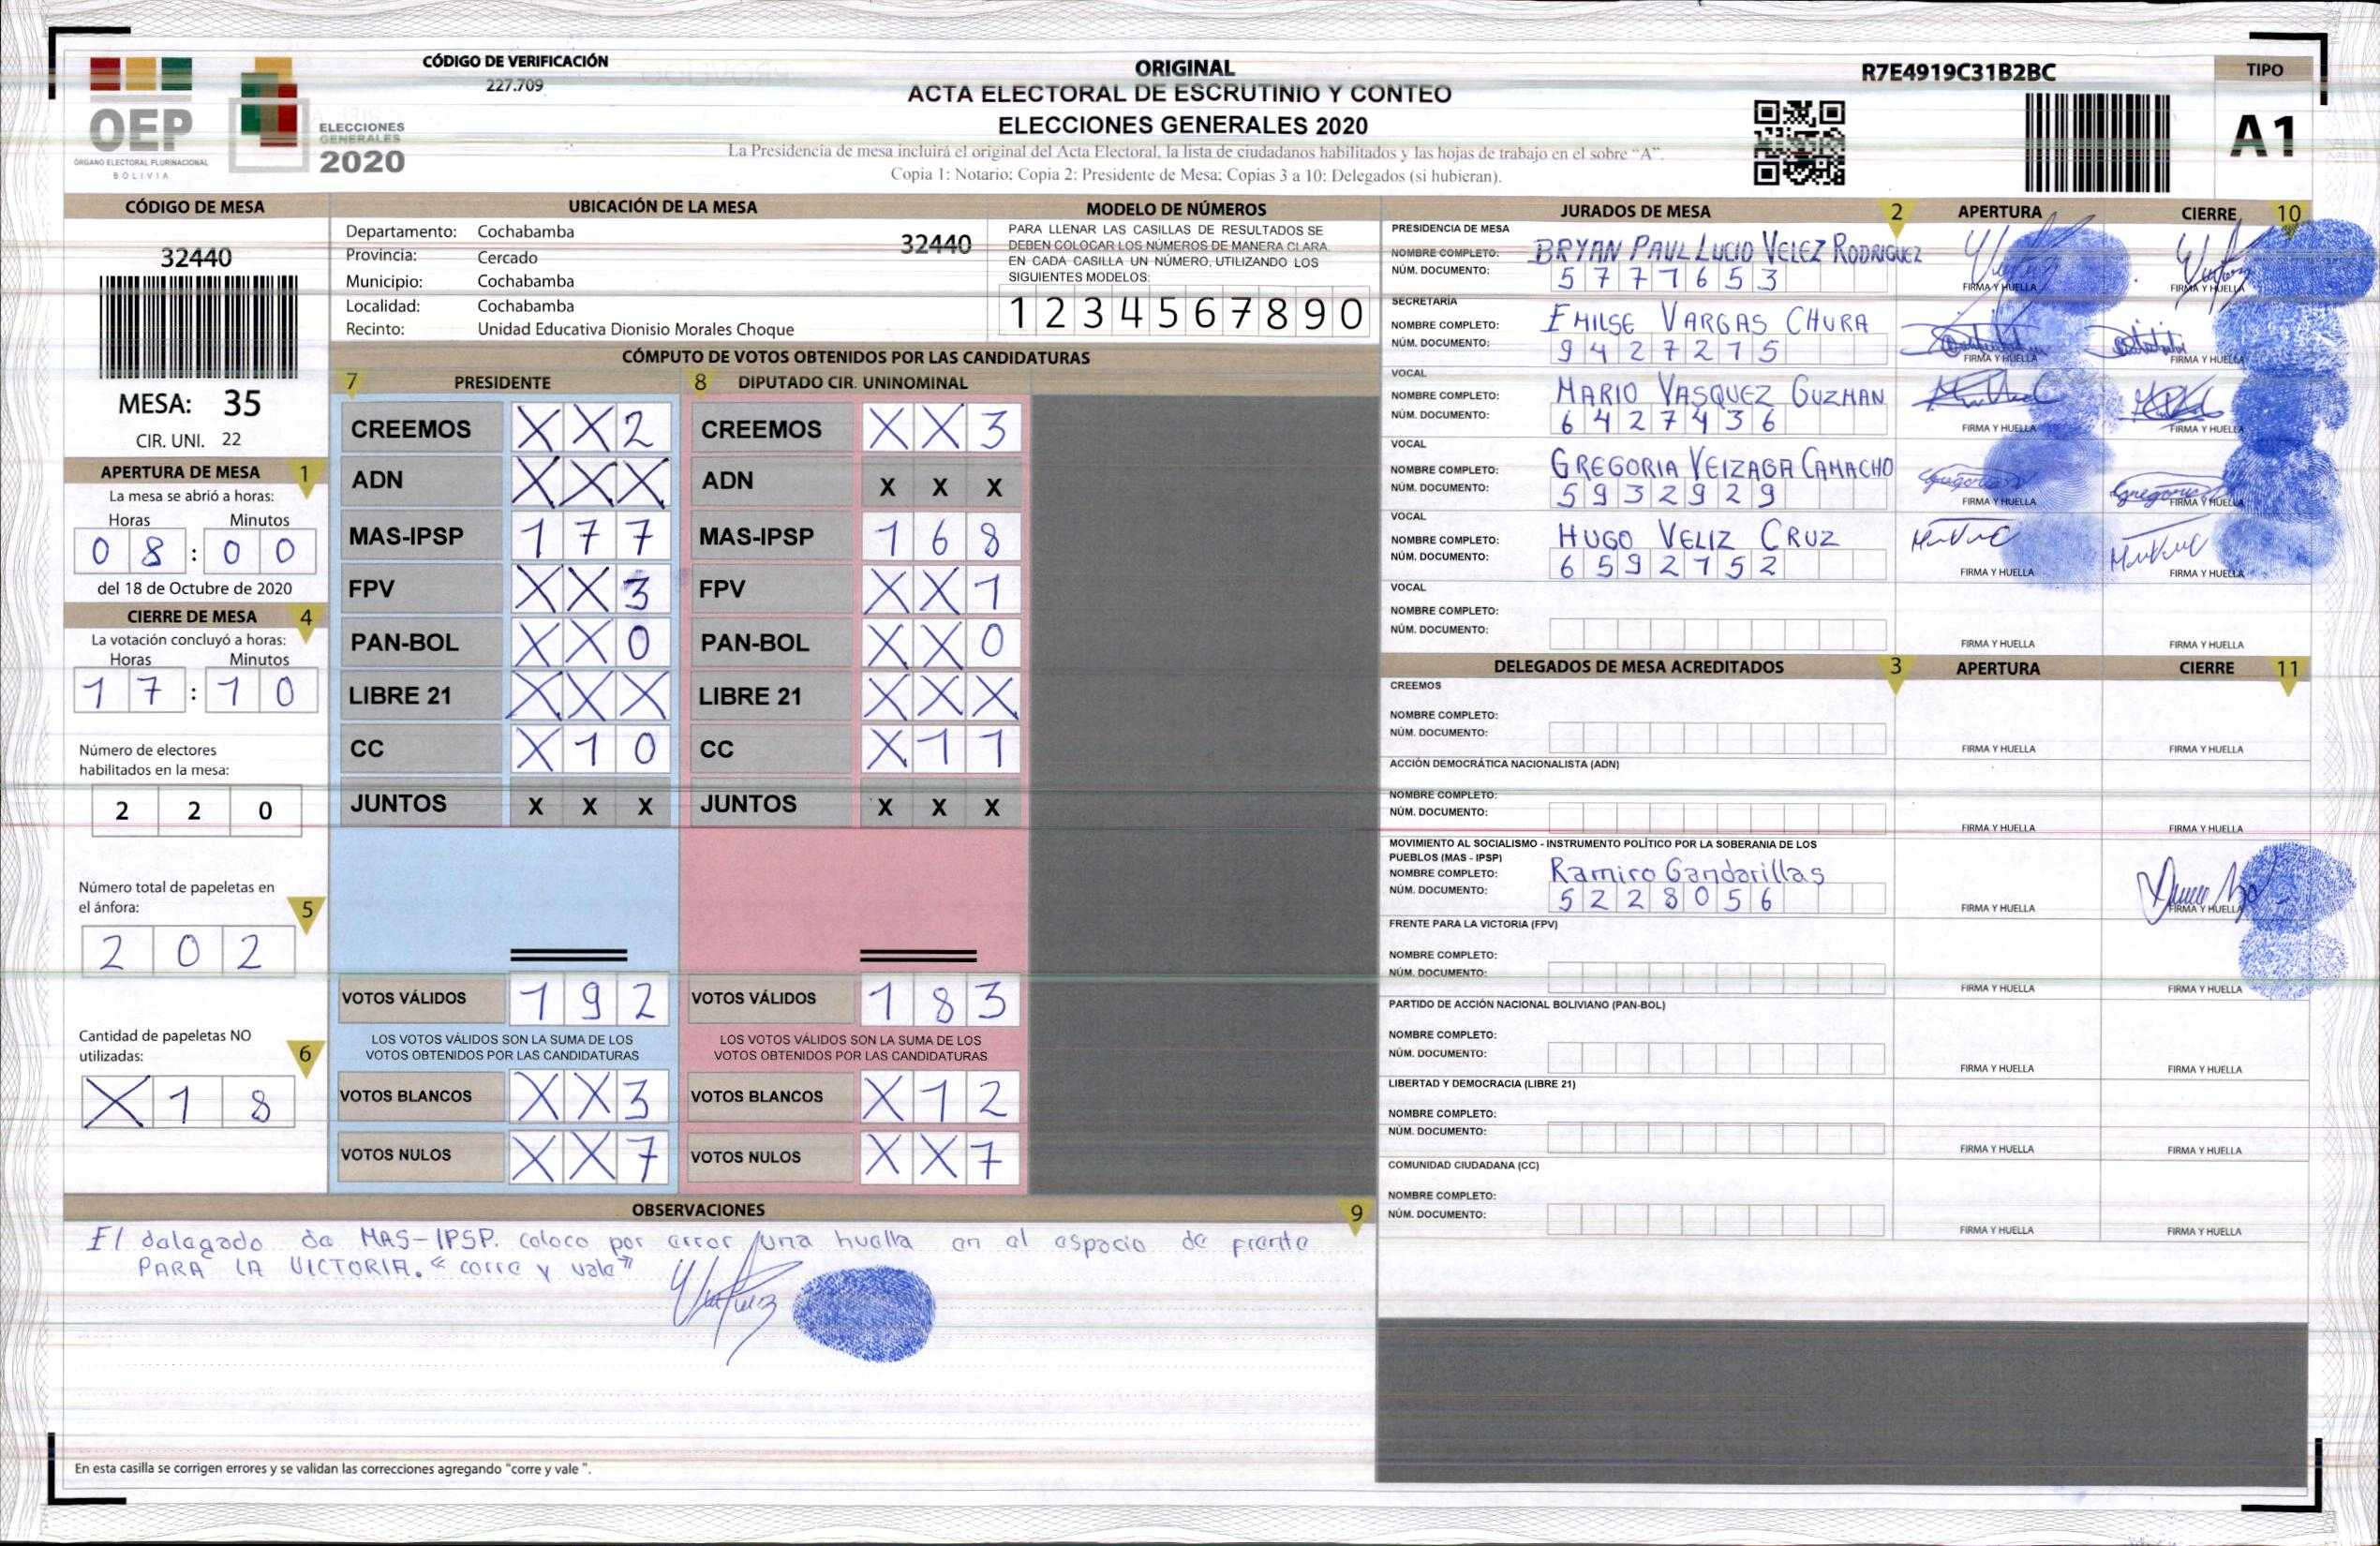 CÓDIGO DE VERIFICACIÓN
227.709
OEP
ÓRGANO ELECTORAL PLURINACIONAL
BOLIVIA
ELECCIONES
GENERALES
2020
ORIGINAL
ACTA ELECTORAL DE ESCRUTINIO Y CONTEO
ELECCIONES GENERALES 2020
La Presidencia de mesa incluirá el original del Acta Electoral, la lista de ciudadanos habilitados y las hojas de trabajo en el sobre "A".
Copia 1: Notario; Copia 2: Presidente de Mesa; Copias 3 a 10: Delegados (si hubieran).
R7E4919C31B2BC
TIPO
A1
CÓDIGO DE MESA
32440
MESA: 35
CIR. UNI. 22
APERTURA DE MESA 1
La mesa se abrió a horas:
Horas Minutos
0 8 : 0 0
del 18 de Octubre de 2020
CIERRE DE MESA 4
La votación concluyó a horas:
Horas Minutos
1 7 : 1 0
Número de electores
habilitados en la mesa:
2 2 0
Número total de papeletas en
el ánfora: 5
2 0 2
Cantidad de papeletas NO
utilizadas: 6
X 1 8
UBICACIÓN DE LA MESA
Departamento: Cochabamba 32440
Provincia: Cercado
Municipio: Cochabamba
Localidad: Cochabamba
Recinto: Unidad Educativa Dionisio Morales Choque
MODELO DE NÚMEROS
PARA LLENAR LAS CASILLAS DE RESULTADOS SE
DEBEN COLOCAR LOS NÚMEROS DE MANERA CLARA.
EN CADA CASILLA UN NÚMERO, UTILIZANDO LOS
SIGUIENTES MODELOS:
1 2 3 4 5 6 7 8 9 0
CÓMPUTO DE VOTOS OBTENIDOS POR LAS CANDIDATURAS
7 PRESIDENTE 8 DIPUTADO CIR. UNINOMINAL
CREEMOS X X 2 CREEMOS X X 3
ADN X X X ADN X X X
MAS-IPSP 1 7 7 MAS-IPSP 1 6 8
FPV X X 3 FPV X X 1
PAN-BOL X X 0 PAN-BOL X X 0
LIBRE 21 X X X LIBRE 21 X X X
CC X 1 0 CC X 1 1
JUNTOS X X X JUNTOS X X X
VOTOS VÁLIDOS 1 9 2 VOTOS VÁLIDOS 1 8 3
LOS VOTOS VÁLIDOS SON LA SUMA DE LOS LOS VOTOS VÁLIDOS SON LA SUMA DE LOS
VOTOS OBTENIDOS POR LAS CANDIDATURAS VOTOS OBTENIDOS POR LAS CANDIDATURAS
VOTOS BLANCOS X X 3 VOTOS BLANCOS X 1 2
VOTOS NULOS X X 7 VOTOS NULOS X X 7
OBSERVACIONES 9
El delegado de MAS-IPSP. coloco por error una huella en el espacio de frente
PARA LA VICTORIA. "corre y vale"
En esta casilla se corrigen errores y se validan las correcciones agregando "corre y vale ".
JURADOS DE MESA 2 APERTURA CIERRE 10
PRESIDENCIA DE MESA
NOMBRE COMPLETO: BRYAN PAUL LUCIO VELEZ RODRIGUEZ
NÚM. DOCUMENTO: 5 7 7 1 6 5 3
FIRMA Y HUELLA FIRMA Y HUELLA
SECRETARÍA
NOMBRE COMPLETO: EMILSE VARGAS CHURA
NÚM. DOCUMENTO: 9 4 2 7 2 1 5
FIRMA Y HUELLA FIRMA Y HUELLA
VOCAL
NOMBRE COMPLETO: MARIO VASQUEZ GUZMAN
NÚM. DOCUMENTO: 6 4 2 7 4 3 6
FIRMA Y HUELLA FIRMA Y HUELLA
VOCAL
NOMBRE COMPLETO: GREGORIA VEIZAGA CAMACHO
NÚM. DOCUMENTO: 5 9 3 2 9 2 9
FIRMA Y HUELLA FIRMA Y HUELLA
VOCAL
NOMBRE COMPLETO: HUGO VELIZ CRUZ
NÚM. DOCUMENTO: 6 5 9 2 1 5 2
FIRMA Y HUELLA FIRMA Y HUELLA
VOCAL
NOMBRE COMPLETO:
NÚM. DOCUMENTO:
FIRMA Y HUELLA FIRMA Y HUELLA
DELEGADOS DE MESA ACREDITADOS 3 APERTURA CIERRE 11
CREEMOS
NOMBRE COMPLETO:
NÚM. DOCUMENTO:
FIRMA Y HUELLA FIRMA Y HUELLA
ACCIÓN DEMOCRÁTICA NACIONALISTA (ADN)
NOMBRE COMPLETO:
NÚM. DOCUMENTO:
FIRMA Y HUELLA FIRMA Y HUELLA
MOVIMIENTO AL SOCIALISMO - INSTRUMENTO POLÍTICO POR LA SOBERANIA DE LOS
PUEBLOS (MAS - IPSP)
NOMBRE COMPLETO: Ramiro Gandarillas
NÚM. DOCUMENTO: 5 2 2 8 0 5 6
FIRMA Y HUELLA FIRMA Y HUELLA
FRENTE PARA LA VICTORIA (FPV)
NOMBRE COMPLETO:
NÚM. DOCUMENTO:
FIRMA Y HUELLA FIRMA Y HUELLA
PARTIDO DE ACCIÓN NACIONAL BOLIVIANO (PAN-BOL)
NOMBRE COMPLETO:
NÚM. DOCUMENTO:
FIRMA Y HUELLA FIRMA Y HUELLA
LIBERTAD Y DEMOCRACIA (LIBRE 21)
NOMBRE COMPLETO:
NÚM. DOCUMENTO:
FIRMA Y HUELLA FIRMA Y HUELLA
COMUNIDAD CIUDADANA (CC)
NOMBRE COMPLETO:
NÚM. DOCUMENTO:
FIRMA Y HUELLA FIRMA Y HUELLA